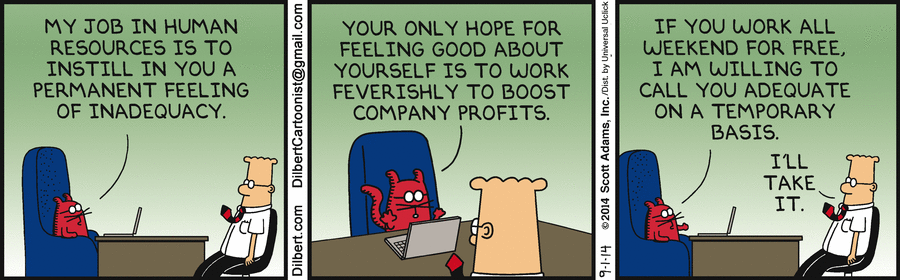 MY JOB IN HUMAN
RESOURCES IS TO
INSTILL IN YOU A
PERMANENT FEELING
OF INADEQUACY.
Dilbert.com DilbertCartoonist@gmail.com
YOUR ONLY HOPE FOR
FEELING GOOD ABOUT
YOURSELF IS TO WORK
FEVERISHLY TO BOOST
COMPANY PROFITS.
9-1-14 © 2014 Scott Adams, Inc. /Dist. by Universal Uclick
IF YOU WORK ALL
WEEKEND FOR FREE,
I AM WILLING TO
CALL YOU ADEQUATE
ON A TEMPORARY
BASIS.
I'LL
TAKE
IT.